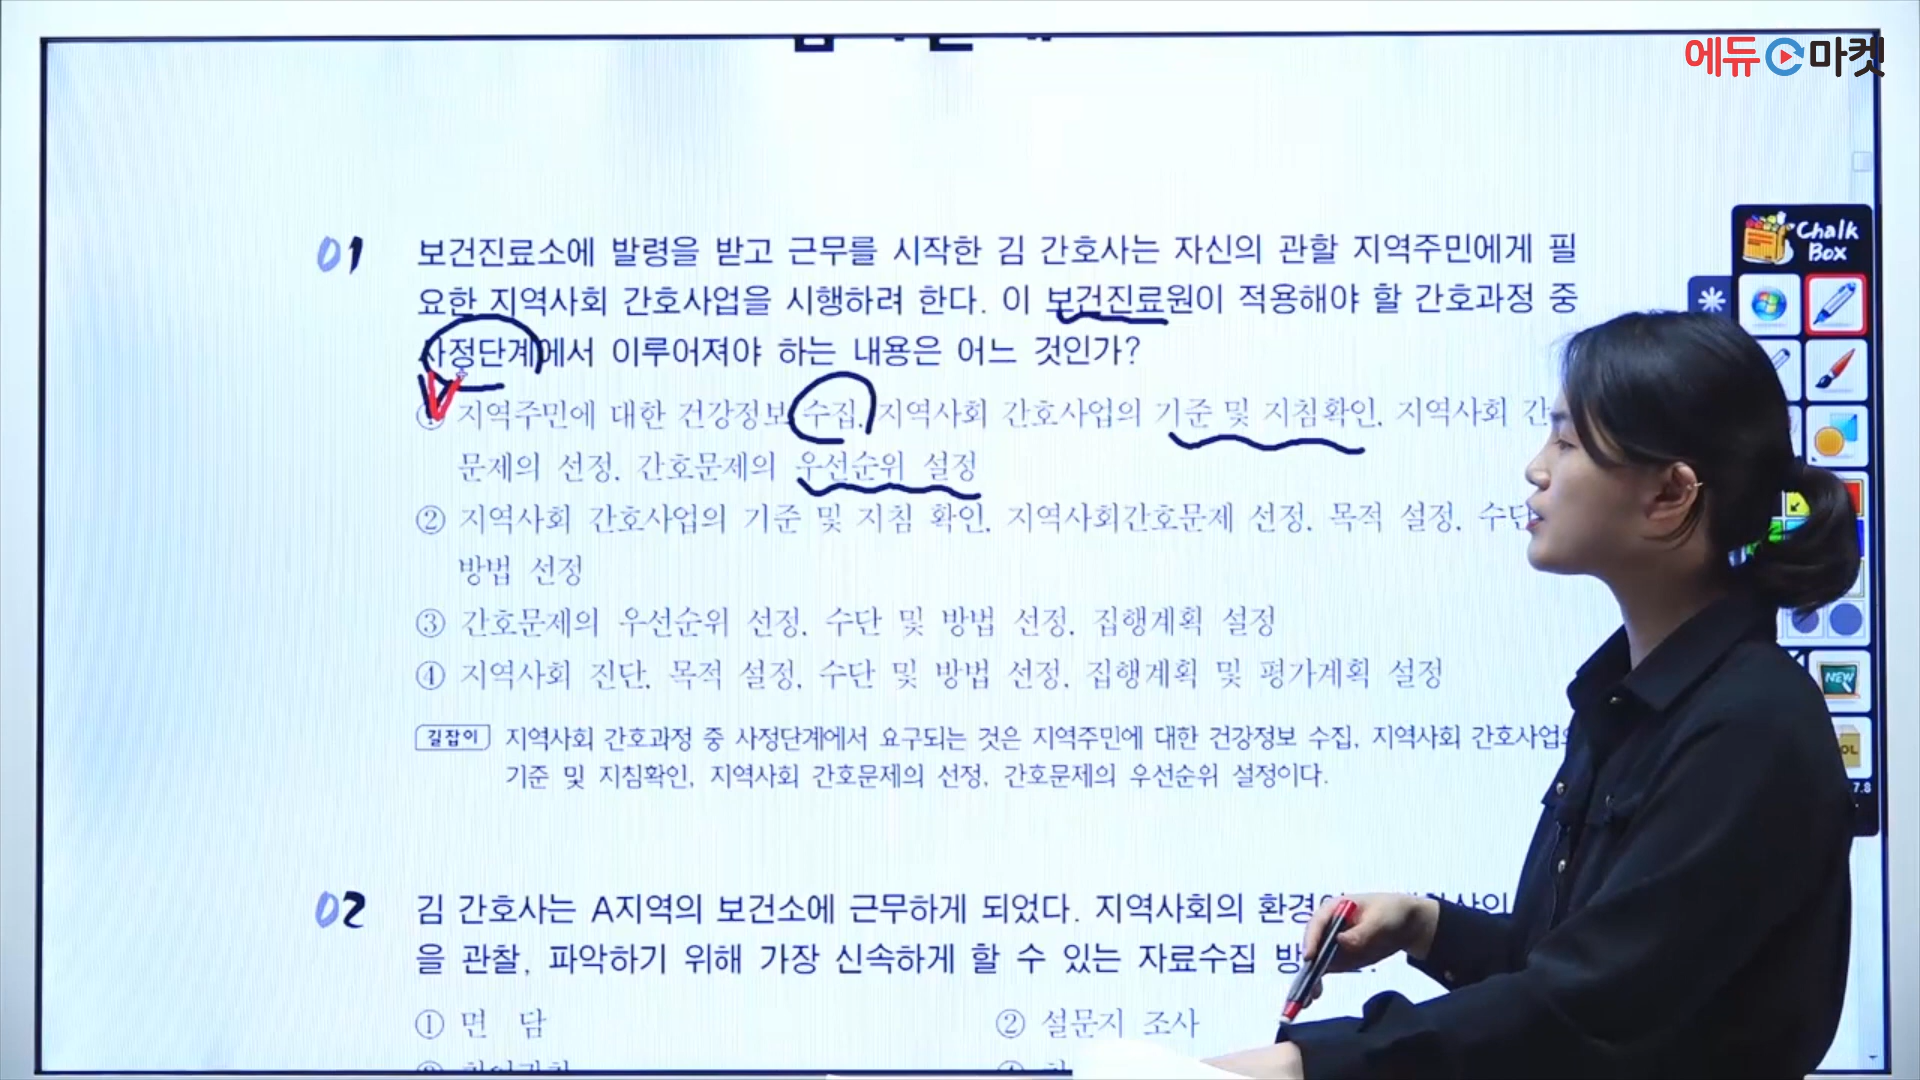 에듀 마켓
Chalk
Box
01 보건진료소에 발령을 받고 근무를 시작한 김 간호사는 자신의 관할 지역주민에게 필
요한 지역사회 간호사업을 시행하려 한다. 이 보건진료원이 적용해야 할 간호과정 중
사정단계에서 이루어져야 하는 내용은 어느 것인가?
① 지역주민에 대한 건강정보 수집, 지역사회 간호사업의 기준 및 지침확인, 지역사회 간
문제의 선정, 간호문제의 우선순위 설정
② 지역사회 간호사업의 기준 및 지침 확인, 지역사회간호문제 선정, 목적 설정, 수단
방법 선정
③ 간호문제의 우선순위 선정, 수단 및 방법 선정, 집행계획 설정
④ 지역사회 진단, 목적 설정, 수단 및 방법 선정, 집행계획 및 평가계획 설정
NEW
길잡이 지역사회 간호과정 중 사정단계에서 요구되는 것은 지역주민에 대한 건강정보 수집, 지역사회 간호사업의
기준 및 지침확인, 지역사회 간호문제의 선정, 간호문제의 우선순위 설정이다.
7.8
02 김 간호사는 A지역의 보건소에 근무하게 되었다. 지역사회의
을 관찰, 파악하기 위해 가장 신속하게 할 수 있는 자료수집
① 면 담
② 설문지 조사